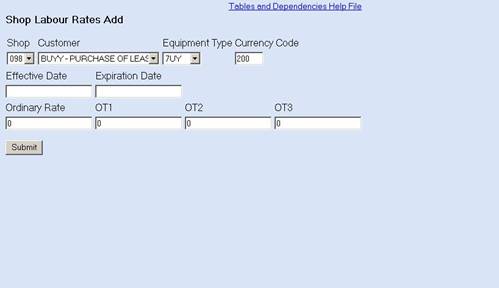 Tables and Dependencies Help File
Shop Labour Rates Add
Shop Customer Equipment Type Currency Code
098 BUYY - PURCHASE OF LEAS 7UY 200
Effective Date Expiration Date
Ordinary Rate OT1 OT2 OT3
0 0 0 0
Submit